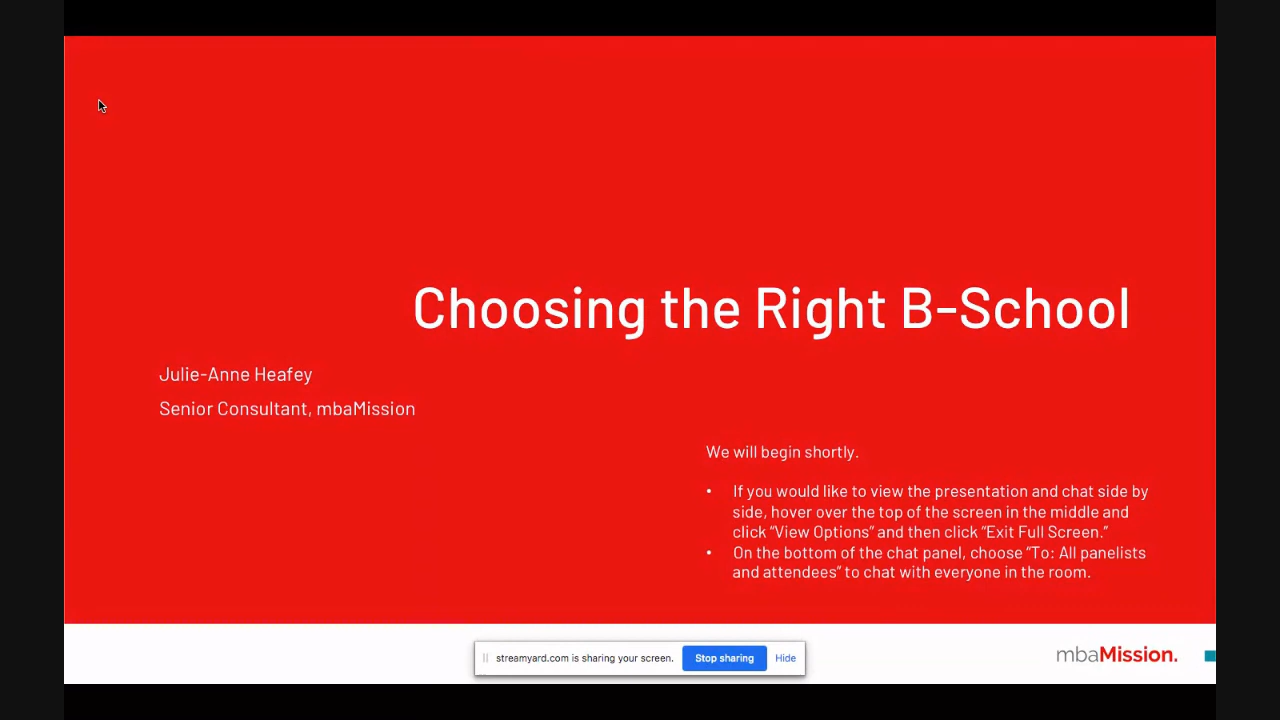 Choosing the Right B-School
Julie-Anne Heafey
Senior Consultant, mbaMission
We will begin shortly.
• If you would like to view the presentation and chat side by
side, hover over the top of the screen in the middle and
click “View Options” and then click “Exit Full Screen.”
• On the bottom of the chat panel, choose “To: All panelists
and attendees” to chat with everyone in the room.
streamyard.com is sharing your screen. Stop sharing Hide
mbaMission.